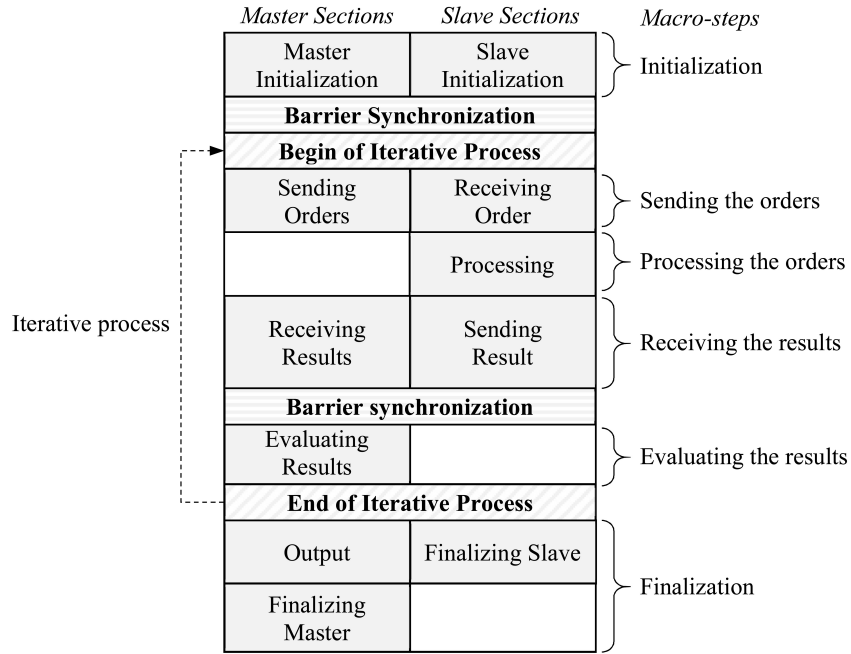 Master Sections
Slave Sections
Macro-steps
Master
Initialization
Slave
Initialization
Initialization
Barrier Synchronization
Begin of Iterative Process
Sending
Orders
Receiving
Order
Sending the orders
Processing
Processing the orders
Iterative process
Receiving
Results
Sending
Result
Receiving the results
Barrier synchronization
Evaluating
Results
Evaluating the results
End of Iterative Process
Output
Finalizing Slave
Finalization
Finalizing
Master